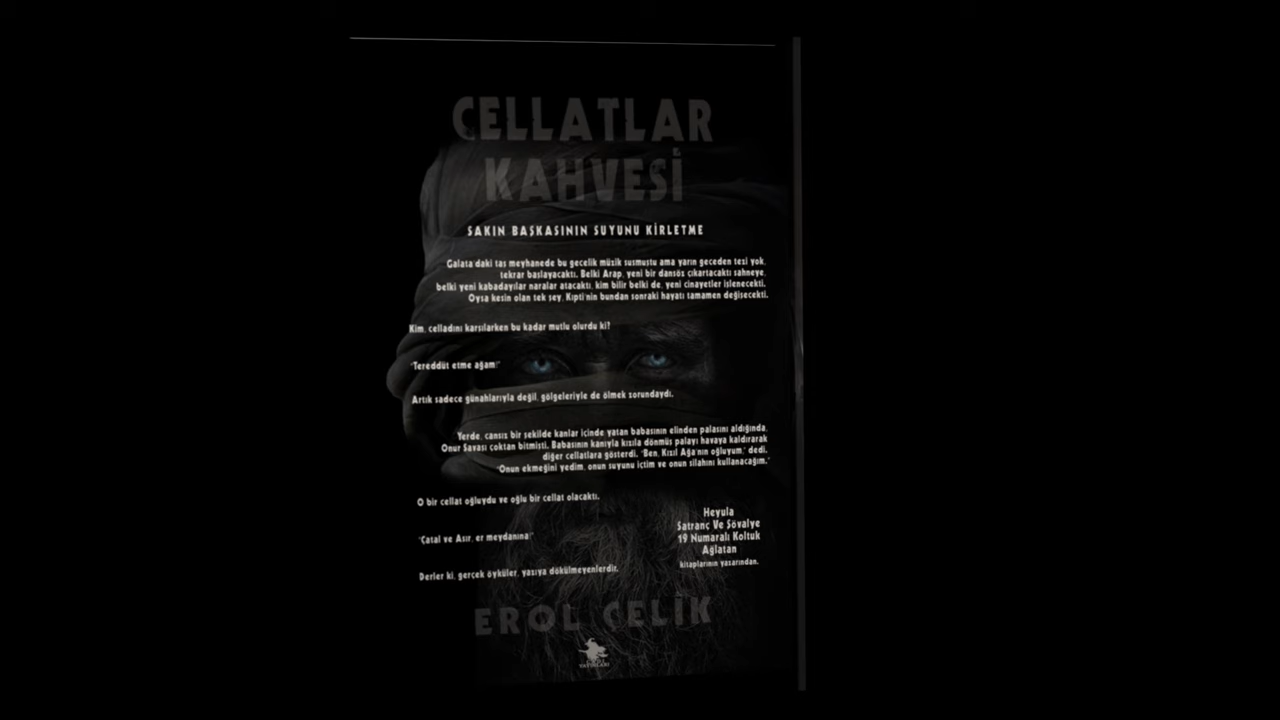 CELLATLAR
KAHVESİ
SAKIN BAŞKASININ SUYUNU KİRLETME
Galata'daki taş meyhanede bu gecelik müzik susmuştu ama yarın geceden tezi yok,
tekrar başlayacaktı. Belki Arap, yeni bir dansöz çıkartacaktı sahneye,
belki yeni kabadayılar naralar atacaktı, kim bilir belki de, yeni cinayetler işlenecekti.
Oysa kesin olan tek şey, Kıpti'nin bundan sonraki hayatı tamamen değişecekti.
Kim, celladını karşılarken bu kadar mutlu olurdu ki?
"Tereddüt etme ağam!"
Artık sadece günahlarıyla değil, gölgeleriyle de ölmek zorundaydı.
Yerde, cansız bir şekilde kanlar içinde yatan babasının elinden palasını aldığında,
Onur Savaşı çoktan bitmişti. Babasının kanıyla kızıla dönmüş palayı havaya kaldırarak
diğer cellatlara gösterdi. "Ben, Kızıl Ağa'nın oğluyum," dedi.
"Onun ekmeğini yedim, onun suyunu içtim ve onun silahını kullanacağım."
O bir cellat oğluydu ve oğlu bir cellat olacaktı.
"Çatal ve Asır, er meydanına!"
Derler ki, gerçek öyküler, yazıya dökülmeyenlerdir.
Heyula
Satranç Ve Şövalye
19 Numaralı Koltuk
Ağlatan
kitaplarının yazarından.
EROL ÇELİK
YAYINLARI